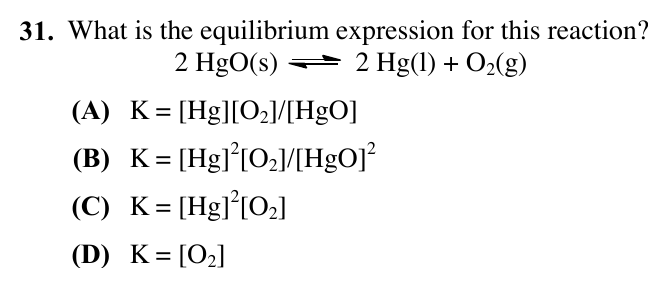 31. What is the equilibrium expression for this reaction?
2 HgO(s) ⇌ 2 Hg(l) + O₂(g)
(A) K = [Hg][O₂]/[HgO]
(B) K = [Hg]²[O₂]/[HgO]²
(C) K = [Hg]²[O₂]
(D) K = [O₂]